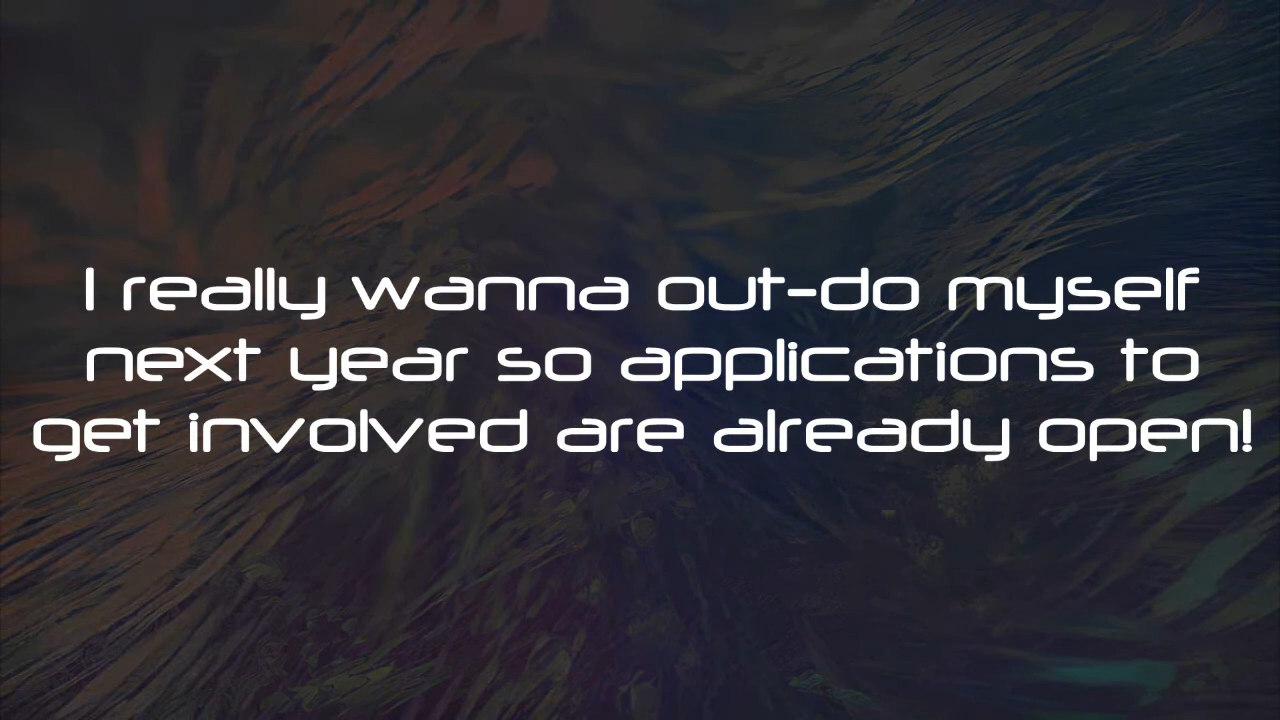 I really wanna out-do myself
next year so applications to
get involved are already open!